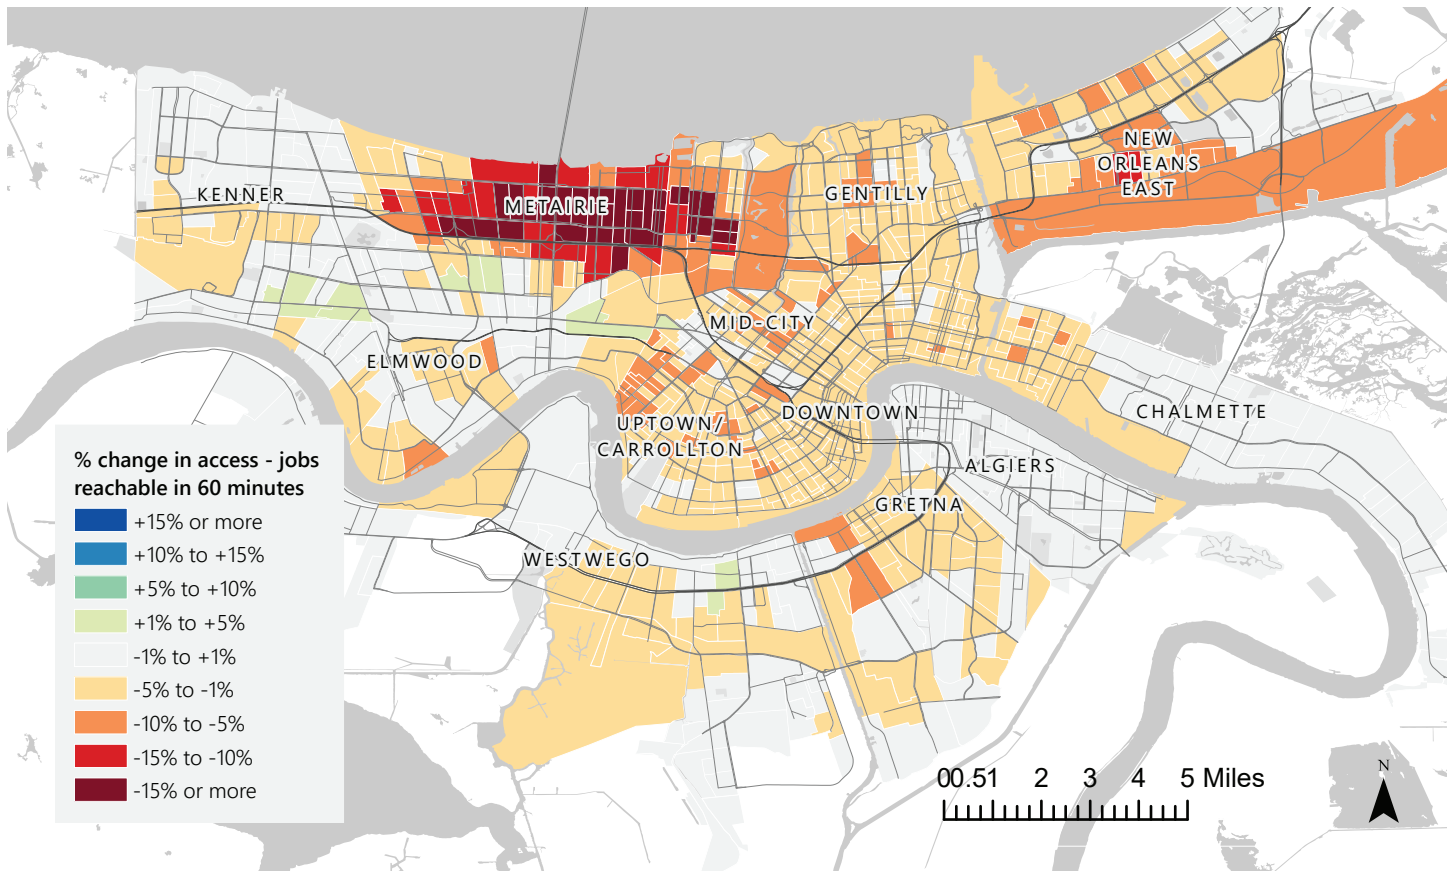 NEW
ORLEANS
EAST
KENNER
METAIRIE
GENTILLY
MID-CITY
ELMWOOD
DOWNTOWN
CHALMETTE
UPTOWN/
CARROLLTON
ALGIERS
GRETNA
WESTWEGO
% change in access - jobs
reachable in 60 minutes
+15% or more
+10% to +15%
+5% to +10%
+1% to +5%
-1% to +1%
-5% to -1%
-10% to -5%
-15% to -10%
-15% or more
00.51 2 3 4 5 Miles
N